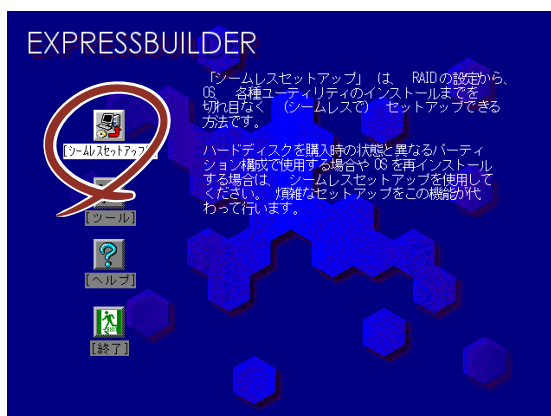 EXPRESSBUILDER
「シームレスセットアップ」 は、 RAIDの設定から、
OS、 各種ユーティリティのインストールまでを
切れ目なく (シームレスで) セットアップできる
方法です。
ハードディスクを購入時の状態と異なるパーティ
ション構成で使用する場合や OSを再インストール
する場合は、 シームレスセットアップを使用して
ください。 煩雑なセットアップをこの機能が代
わって行います。
[シームレスセットアップ]
[ツール]
[ヘルプ]
[終了]